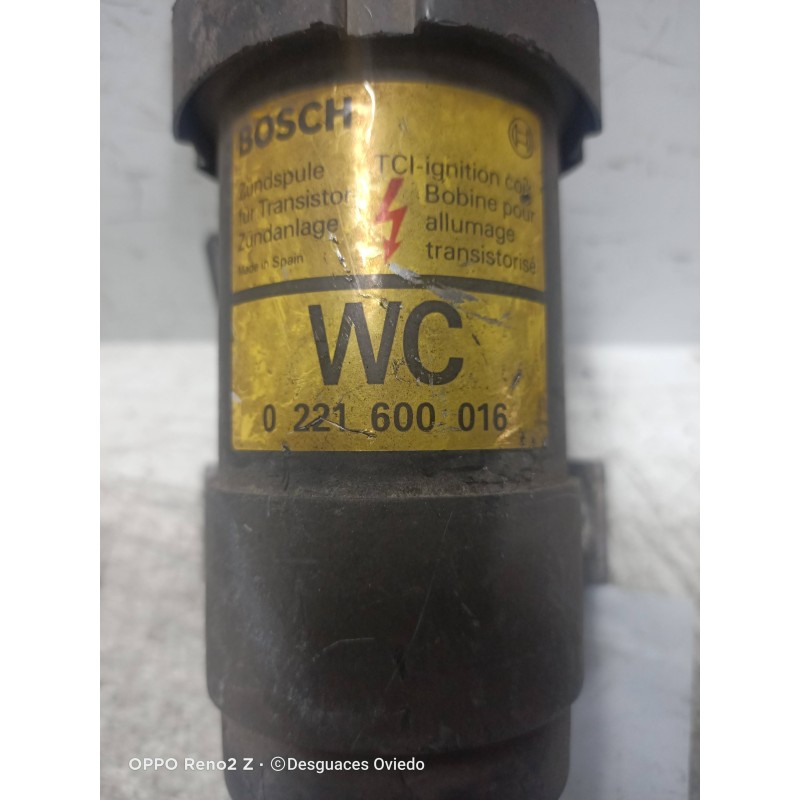 BOSCH
Zündspule
für Transistor-
Zündanlage
Made in Spain
TCI-ignition coil
Bobine pour
allumage
transistorisé
WC
0 221 600 016
OPPO Reno2 Z · ©Desguaces Oviedo